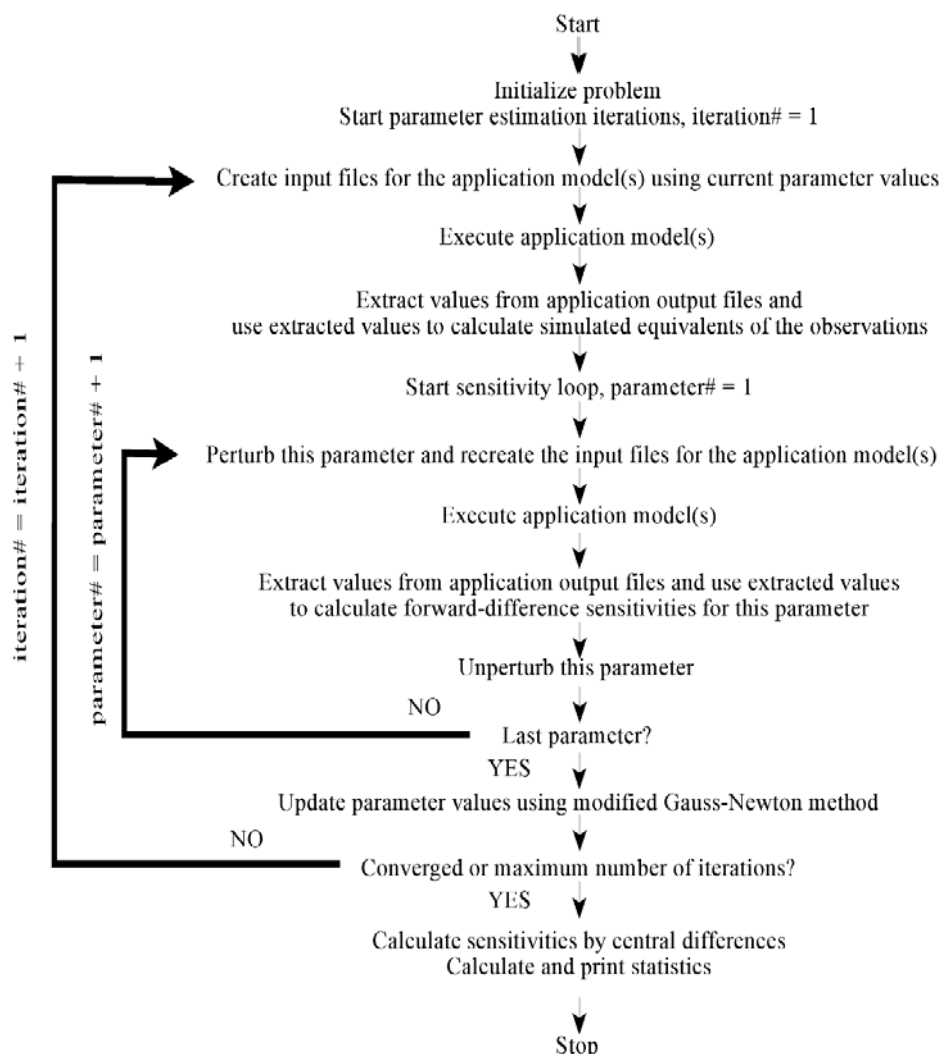 Start
Initialize problem
Start parameter estimation iterations, iteration# = 1
Create input files for the application model(s) using current parameter values
Execute application model(s)
Extract values from application output files and
use extracted values to calculate simulated equivalents of the observations
Start sensitivity loop, parameter# = 1
Perturb this parameter and recreate the input files for the application model(s)
Execute application model(s)
Extract values from application output files and use extracted values
to calculate forward-difference sensitivities for this parameter
Unperturb this parameter
NO
Last parameter?
YES
Update parameter values using modified Gauss-Newton method
NO
Converged or maximum number of iterations?
YES
Calculate sensitivities by central differences
Calculate and print statistics
Stop
iteration# = iteration# + 1
parameter# = parameter# + 1